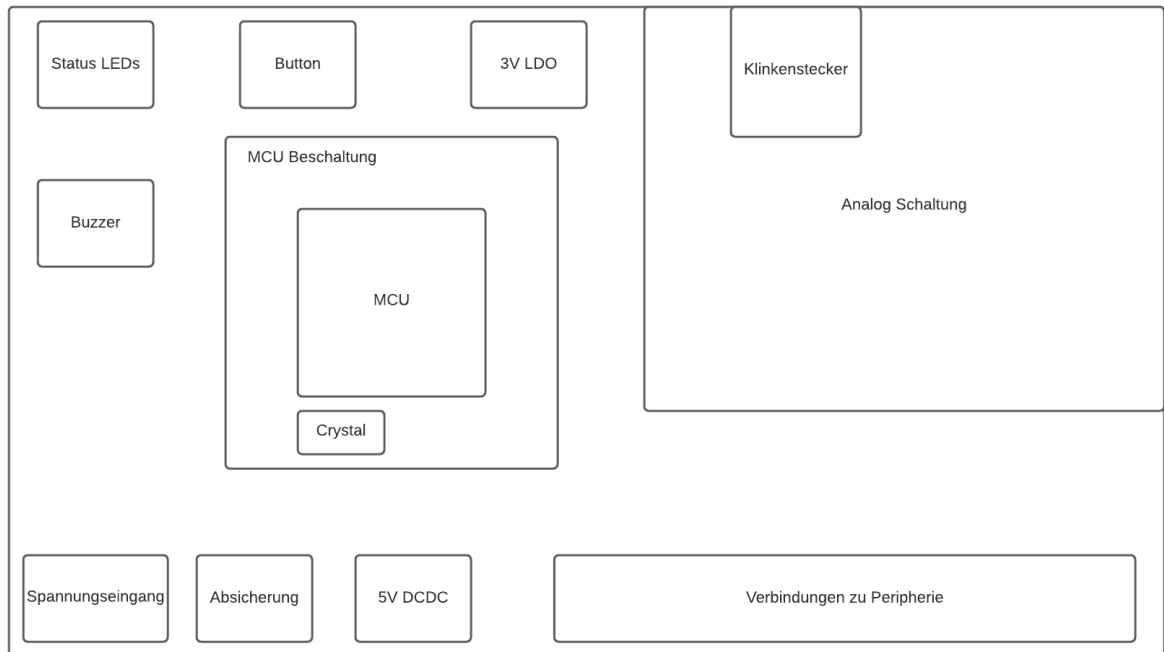 Status LEDs
Button
3V LDO
Klinkenstecker
MCU Beschaltung
Analog Schaltung
Buzzer
MCU
Crystal
Spannungseingang
Absicherung
5V DCDC
Verbindungen zu Peripherie